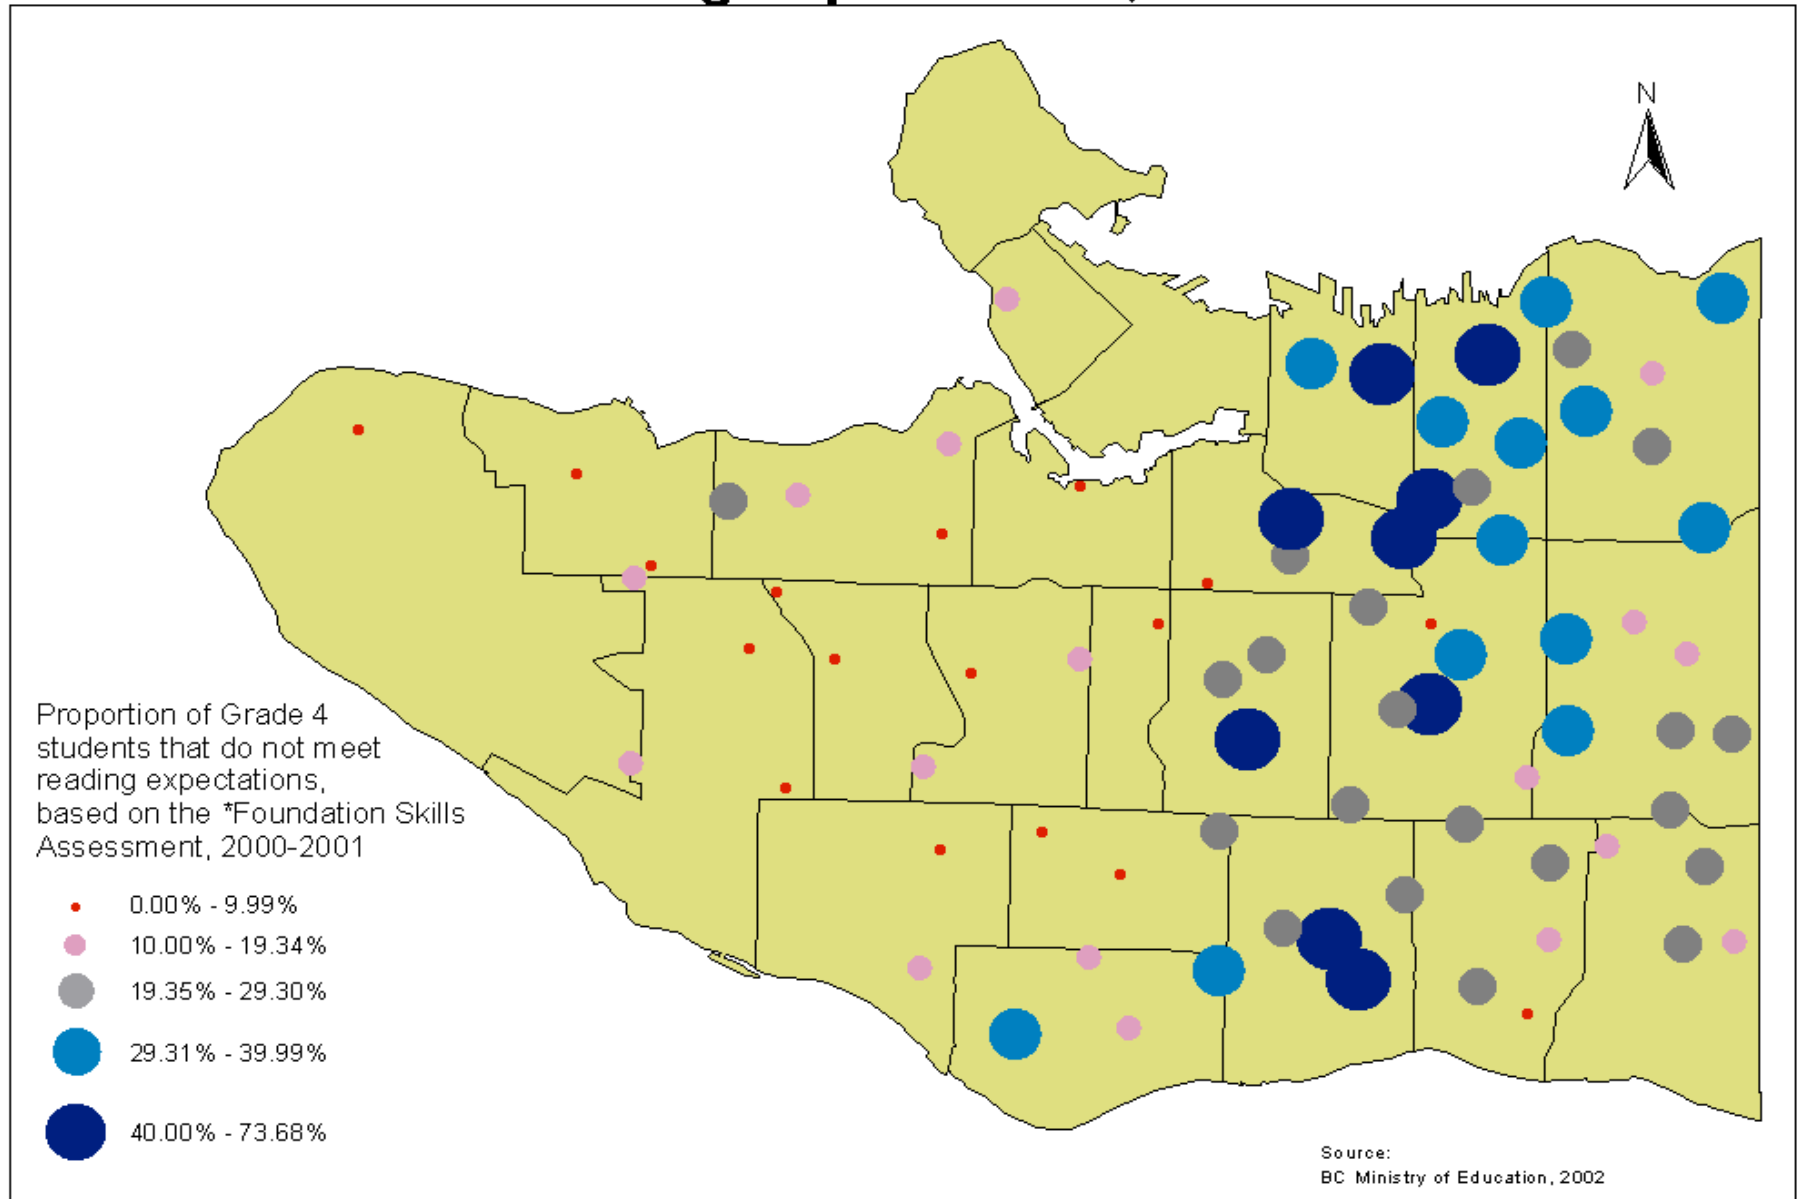 N
Proportion of Grade 4
students that do not meet
reading expectations,
based on the *Foundation Skills
Assessment, 2000-2001
0.00% - 9.99%
10.00% - 19.34%
19.35% - 29.30%
29.31% - 39.99%
40.00% - 73.68%
Source:
BC Ministry of Education, 2002